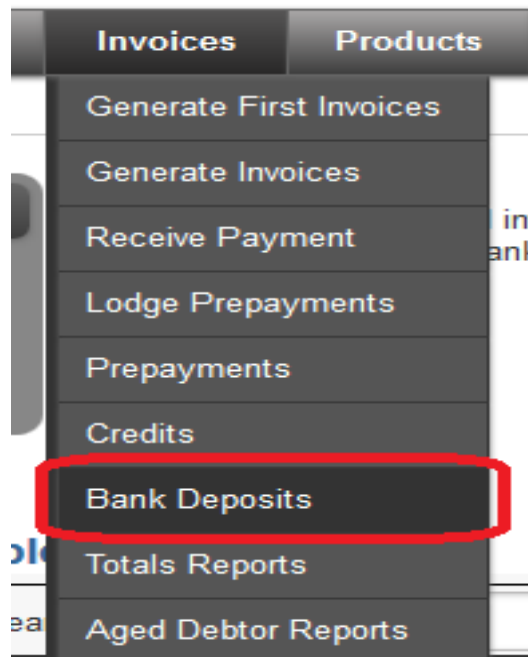 Invoices Products
Generate First Invoices
Generate Invoices
Receive Payment
Lodge Prepayments
Prepayments
Credits
Bank Deposits
Totals Reports
Aged Debtor Reports